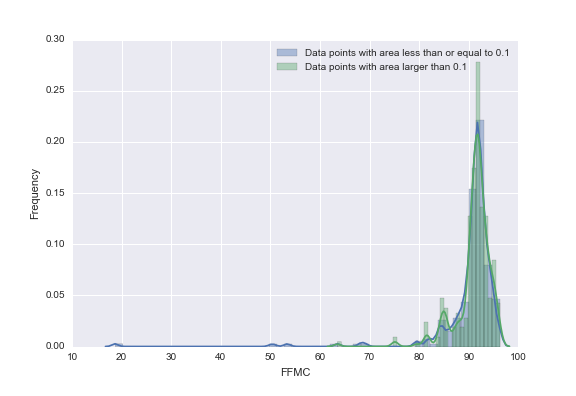 0.30
Data points with area less than or equal to 0.1
Data points with area larger than 0.1
0.25
0.20
0.15
0.10
0.05
0.00
Frequency
10 20 30 40 50 60 70 80 90 100
FFMC